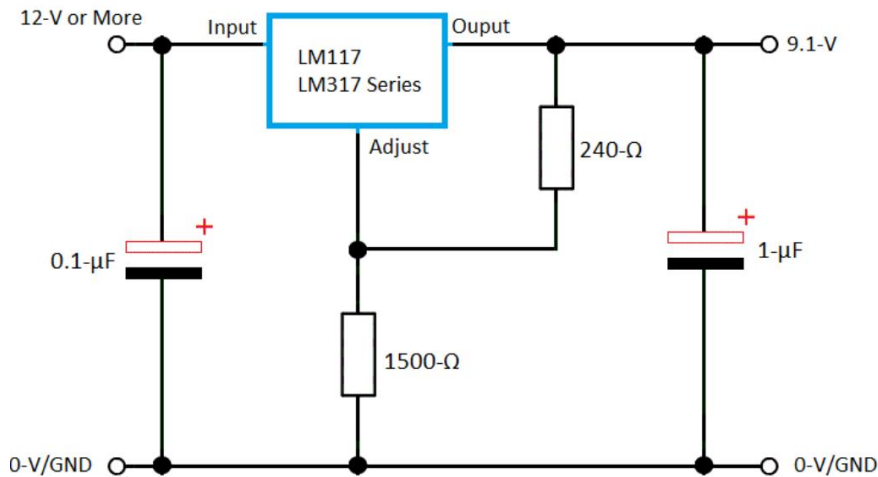 12-V or More
Input
LM117
LM317 Series
Ouput
9.1-V
Adjust
240-Ω
+
+
0.1-µF
1-µF
1500-Ω
0-V/GND
0-V/GND